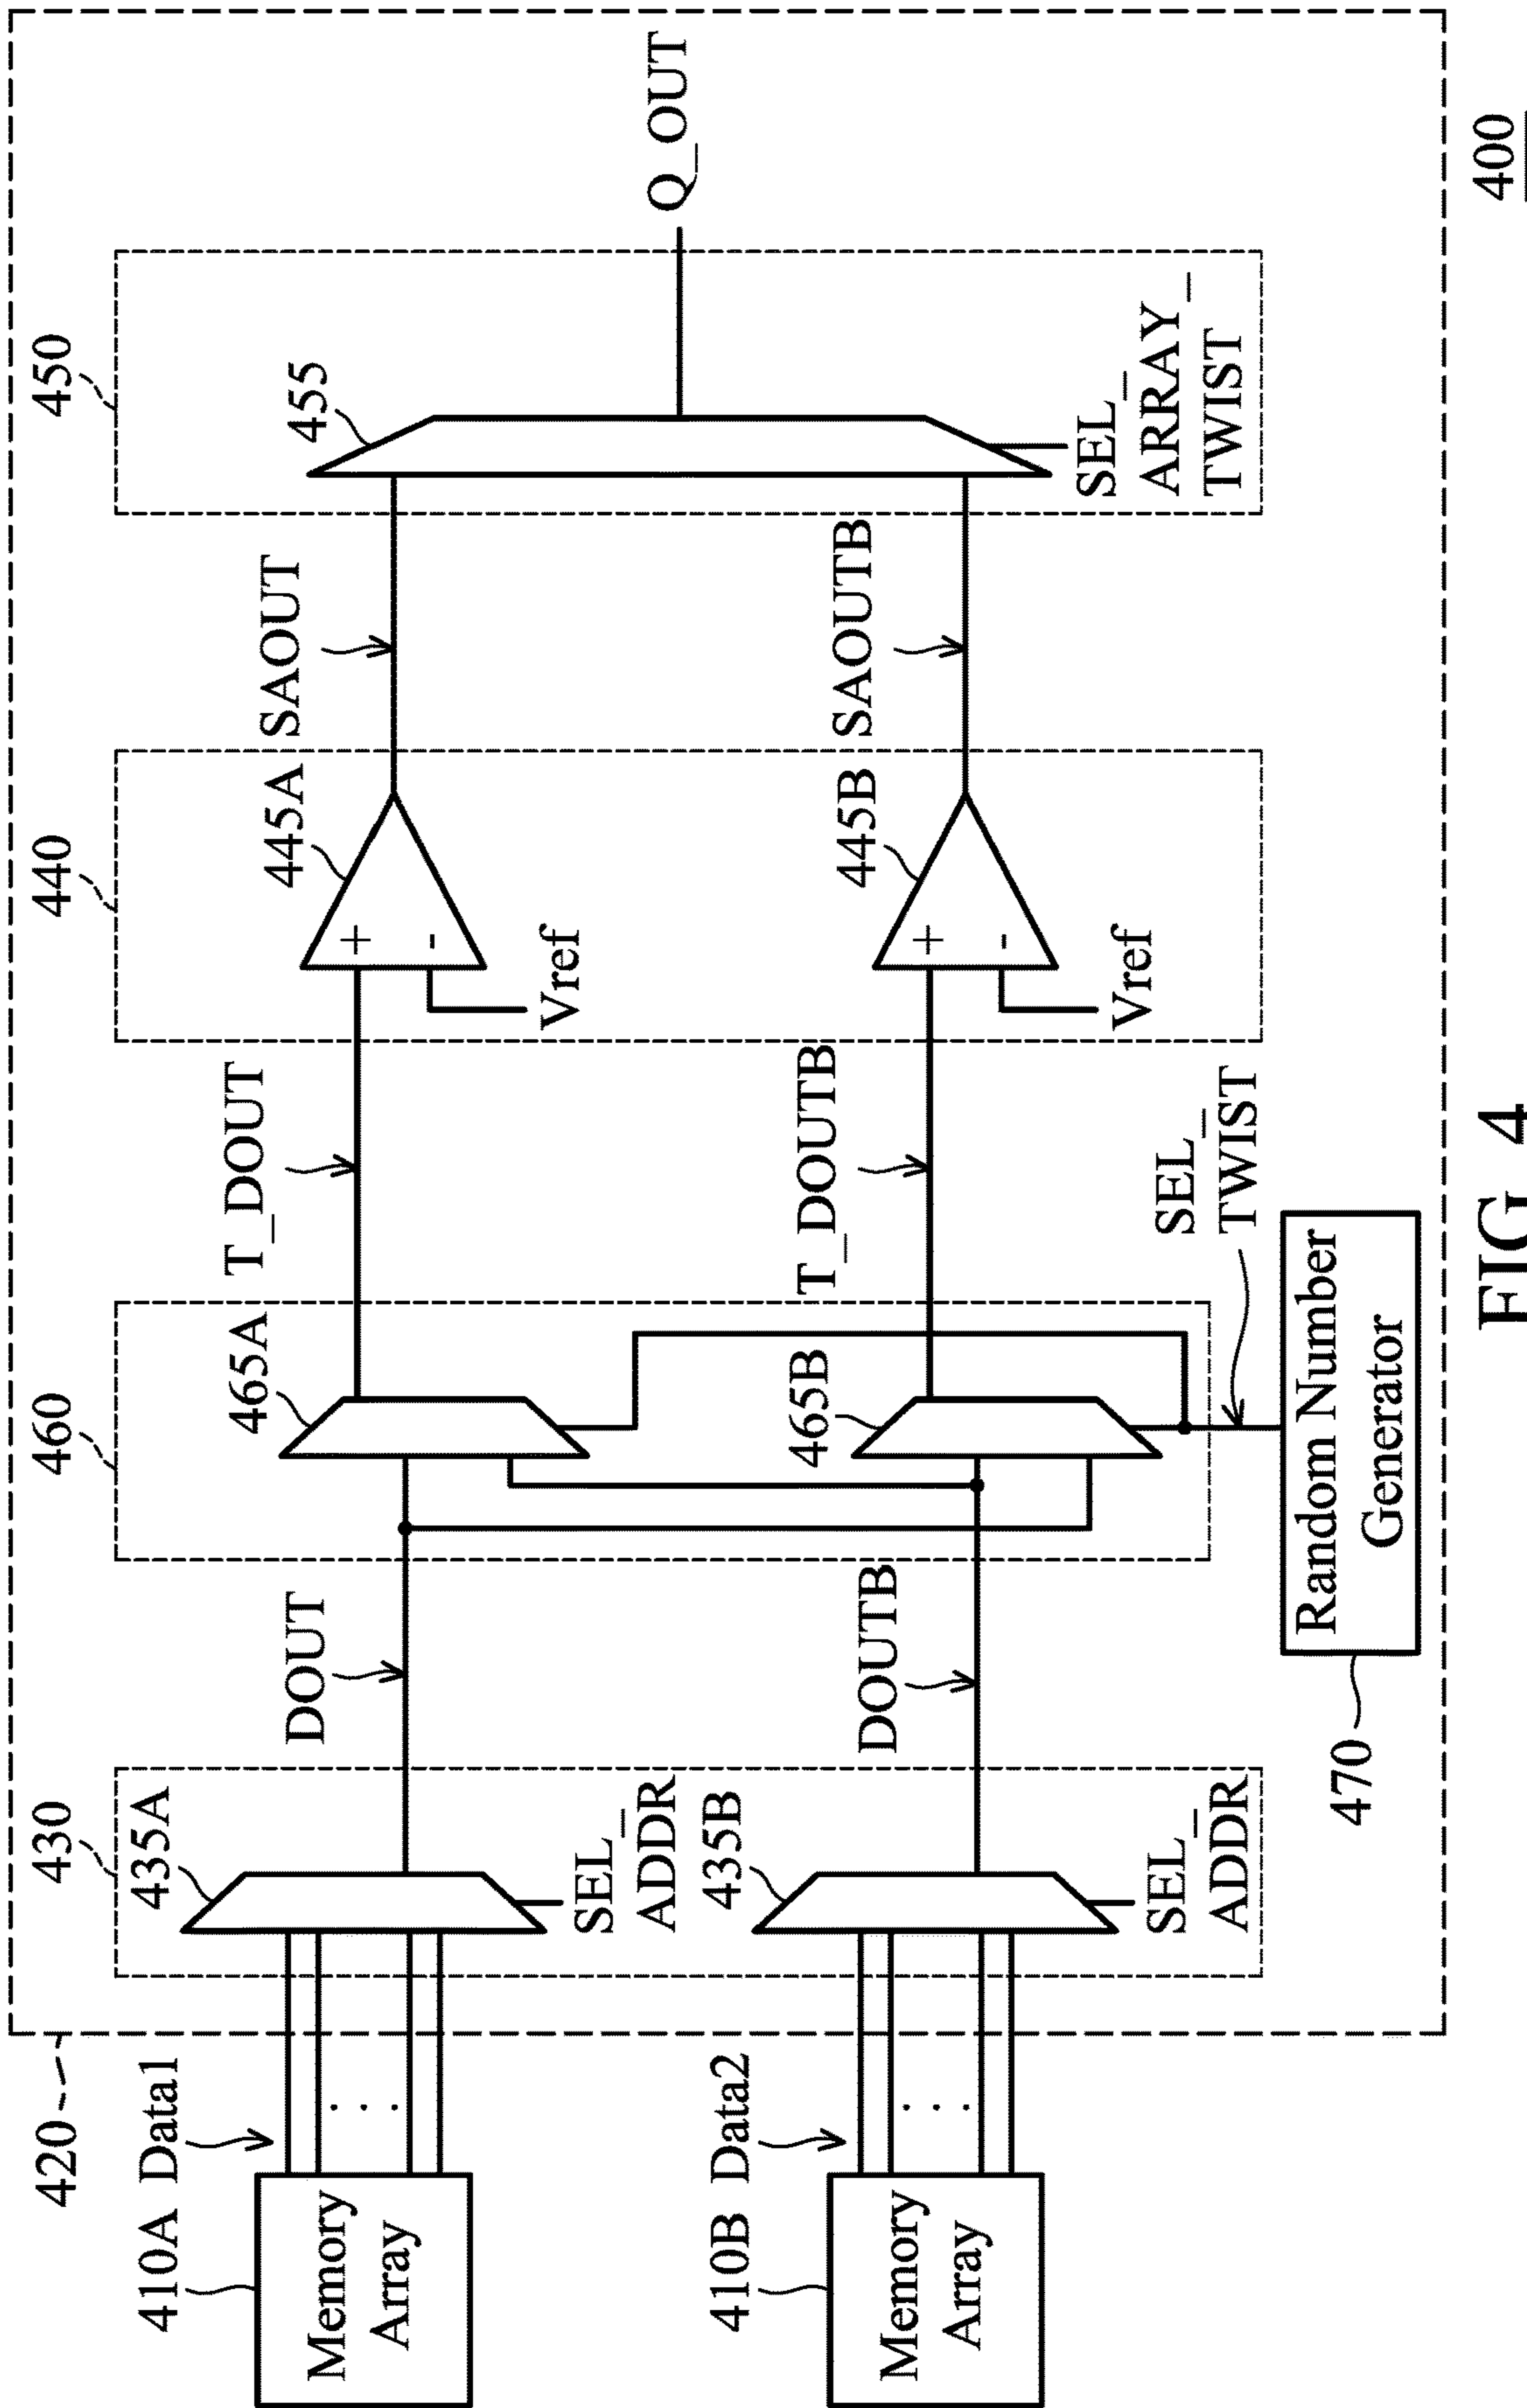 420
410A
Data1
Memory
Array
. . .
410B
Data2
Memory
Array
. . .
430
435A
SEL_
ADDR
435B
SEL_
ADDR
DOUT
DOUTB
460
465A
465B
470
Random Number
Generator
SEL_
TWIST
T_DOUT
T_DOUTB
440
445A
+
-
Vref
445B
+
-
Vref
SAOUT
SAOUTB
450
455
SEL_
ARRAY_
TWIST
Q_OUT
400
FIG. 4